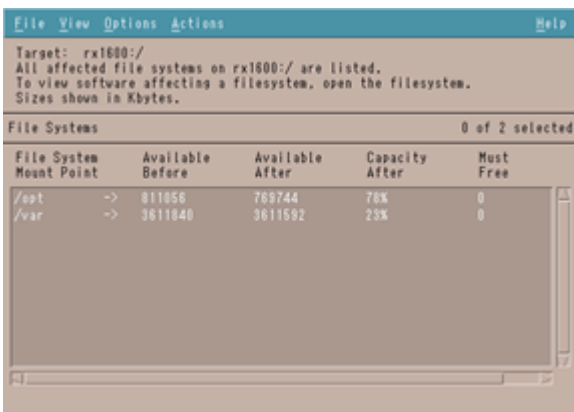 File View Options Actions Help
Target: rx1600:/
All affected file systems on rx1600:/ are listed.
To view software affecting a filesystem, open the filesystem.
Sizes shown in Kbytes.
File Systems 0 of 2 selected
File System Available Available Capacity Must
Mount Point Before After After Free
/opt -> 811056 769744 78% 0
/var -> 3611840 3611592 23% 0